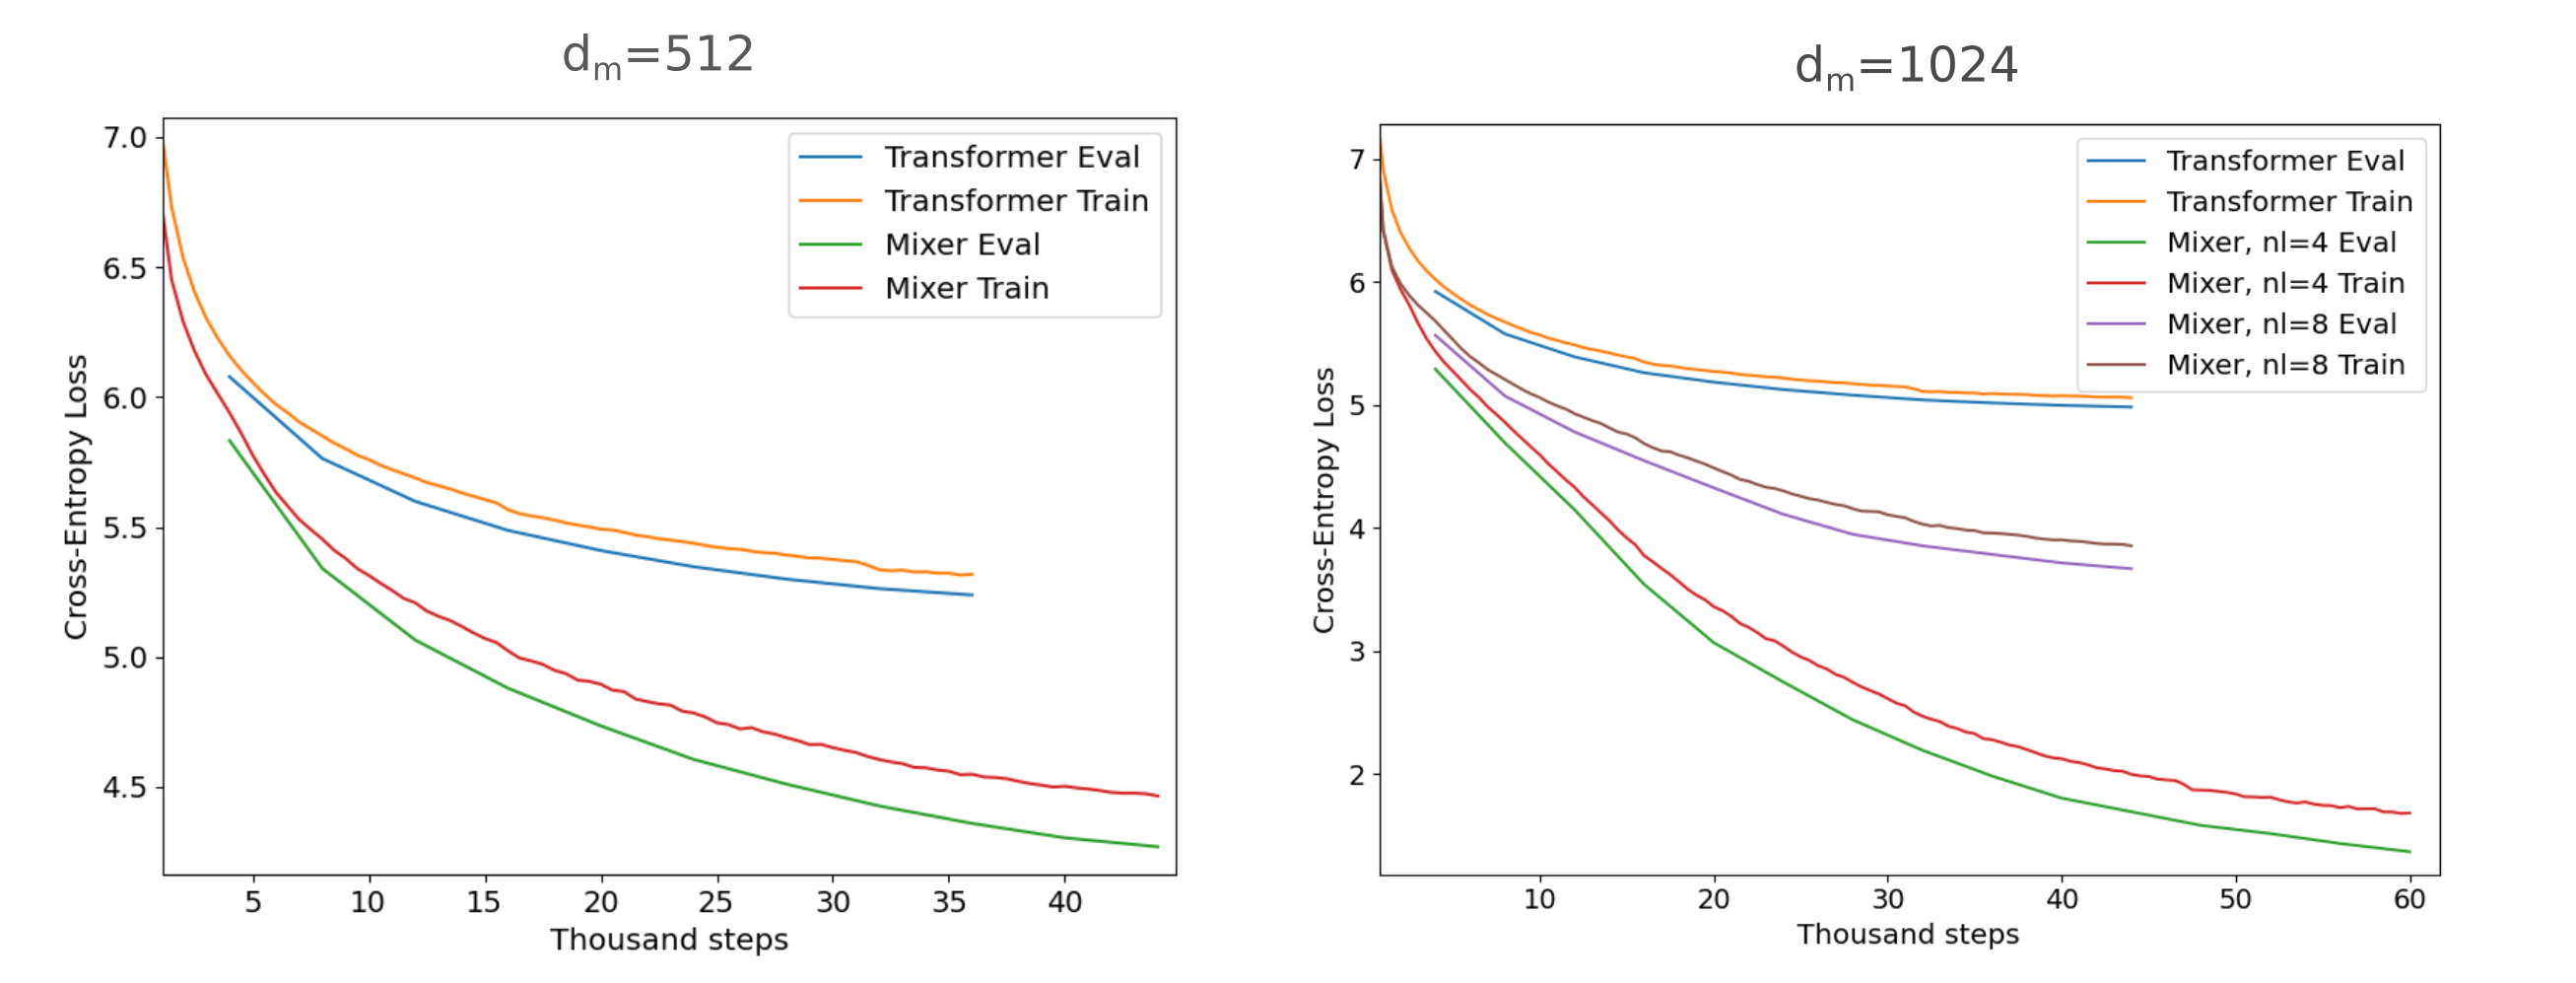 dm=512
7.0
6.5
6.0
5.5
5.0
4.5
Cross-Entropy Loss
Transformer Eval
Transformer Train
Mixer Eval
Mixer Train
5 10 15 20 25 30 35 40
Thousand steps
dm=1024
7
6
5
4
3
2
Cross-Entropy Loss
Transformer Eval
Transformer Train
Mixer, nl=4 Eval
Mixer, nl=4 Train
Mixer, nl=8 Eval
Mixer, nl=8 Train
10 20 30 40 50 60
Thousand steps